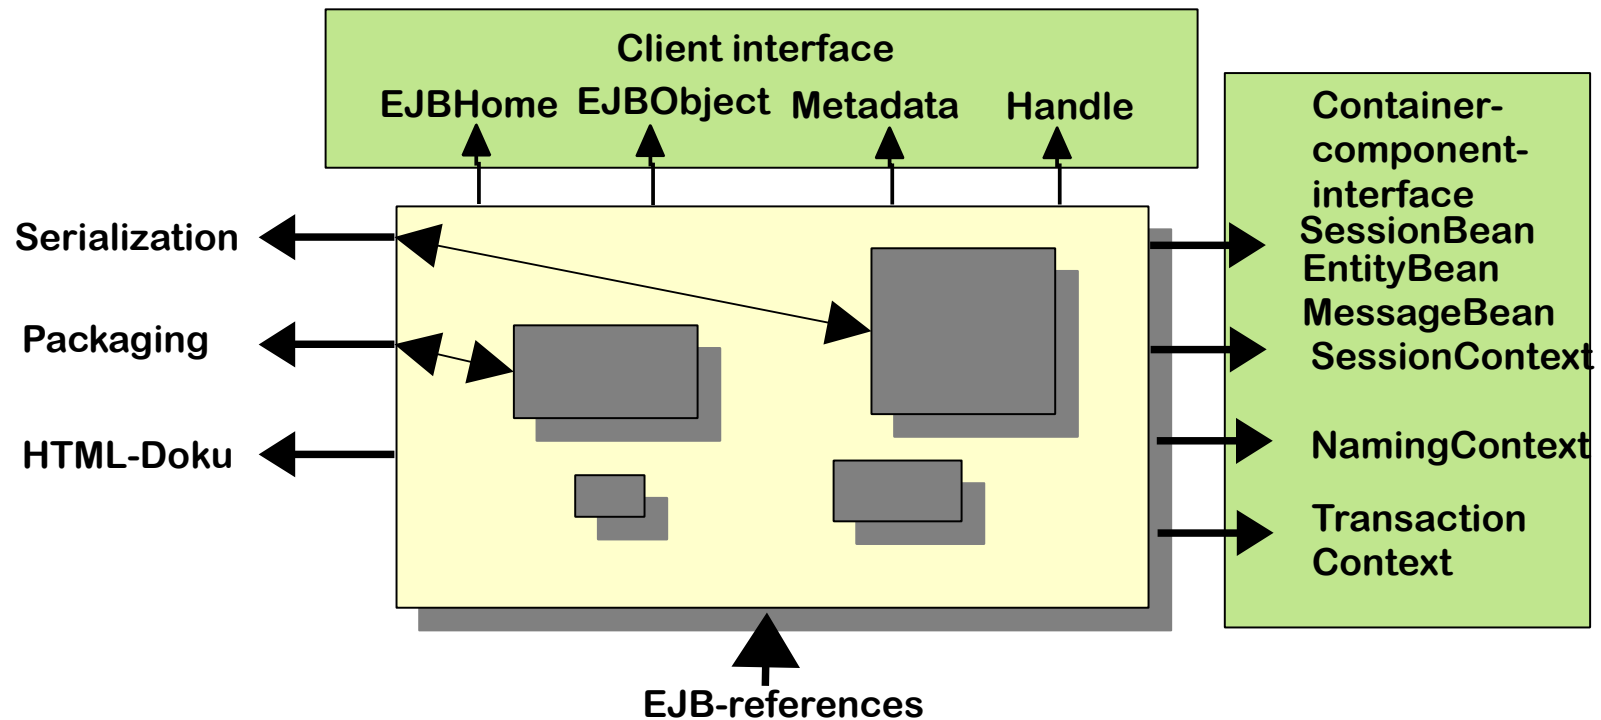 Client interface
EJBHome EJBObject Metadata Handle
Container-
component-
interface
SessionBean
EntityBean
MessageBean
SessionContext
NamingContext
Transaction
Context
Serialization
Packaging
HTML-Doku
EJB-references